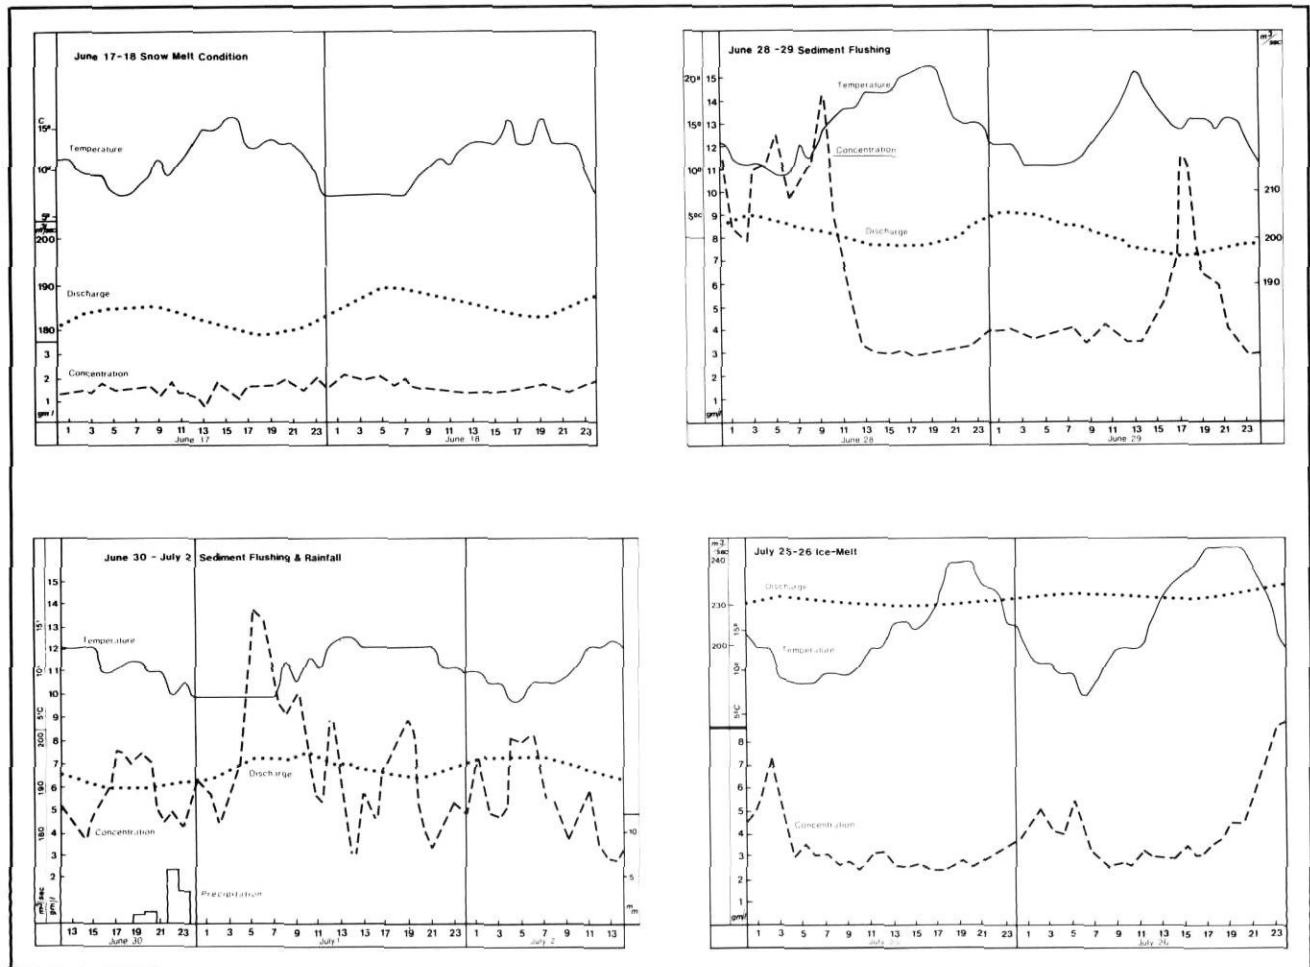 June 17-18 Snow Melt Condition
C
15°
Temperature
10°
5°
m³/sec
200
190
Discharge
180
3
Concentration
2
1
gm/l
1 3 5 7 9 11 13 15 17 19 21 23 1 3 5 7 9 11 13 15 17 19 21 23
June 17 June 18
June 28 -29 Sediment Flushing
m³/sec
20° 15
Temperature
14
15° 13
12
Concentration
10° 11
10
210
5°C 9
Discharge
8
200
7
190
6
5
4
3
2
1
gm/l
1 3 5 7 9 11 13 15 17 19 21 23 1 3 5 7 9 11 13 15 17 19 21 23
June 28 June 29
June 30 - July 2 Sediment Flushing & Rainfall
15
14
15°
13
Temperature
12
10°
11
10
5°C
9
200
8
7
Discharge
190
6
5
180
Concentration
4
10
3
2
5
Precipitation
m³/sec
gm/l
mm
13 15 17 19 21 23 1 3 5 7 9 11 13 15 17 19 21 23 1 3 5 7 9 11 13
June 30 July 1 July 2
July 25-26 Ice-Melt
m³/sec
240
Discharge
230
15°
200
Temperature
10°
5°C
8
7
6
5
Concentration
4
3
2
1
gm/l
1 3 5 7 9 11 13 15 17 19 21 23 1 3 5 7 9 11 13 15 17 19 21 23
July 25 July 26